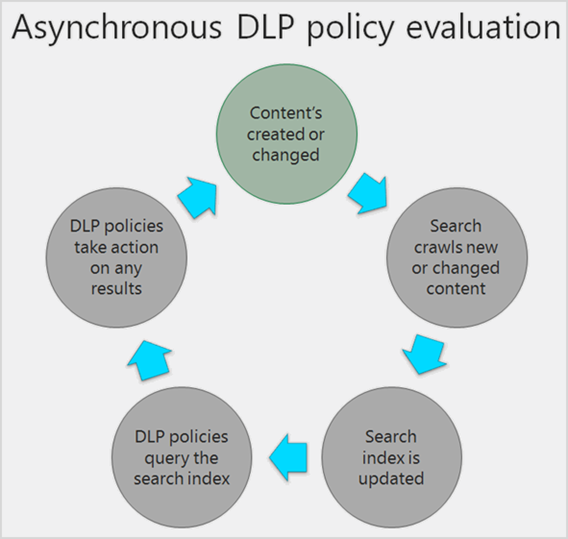 Asynchronous DLP policy evaluation
Content's
created or
changed
Search
crawls new
or changed
content
Search
index is
updated
DLP policies
query the
search index
DLP policies
take action
on any
results